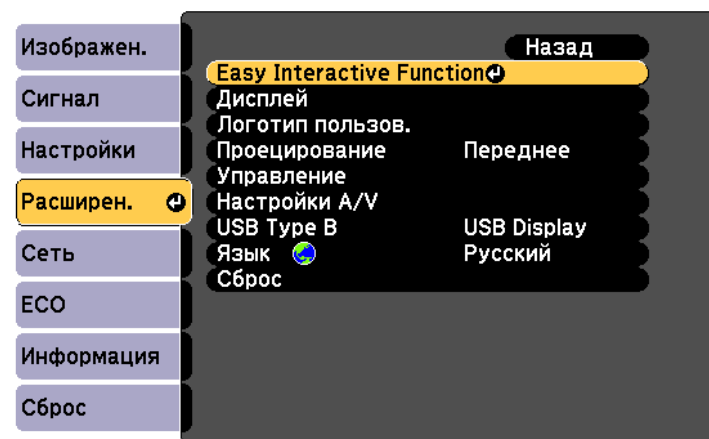 Изображен.
Сигнал
Настройки
Расширен.
Сеть
ECO
Информация
Сброс
Назад
Easy Interactive Function
Дисплей
Логотип пользов.
Проецирование Переднее
Управление
Настройки A/V
USB Type B USB Display
Язык Русский
Сброс